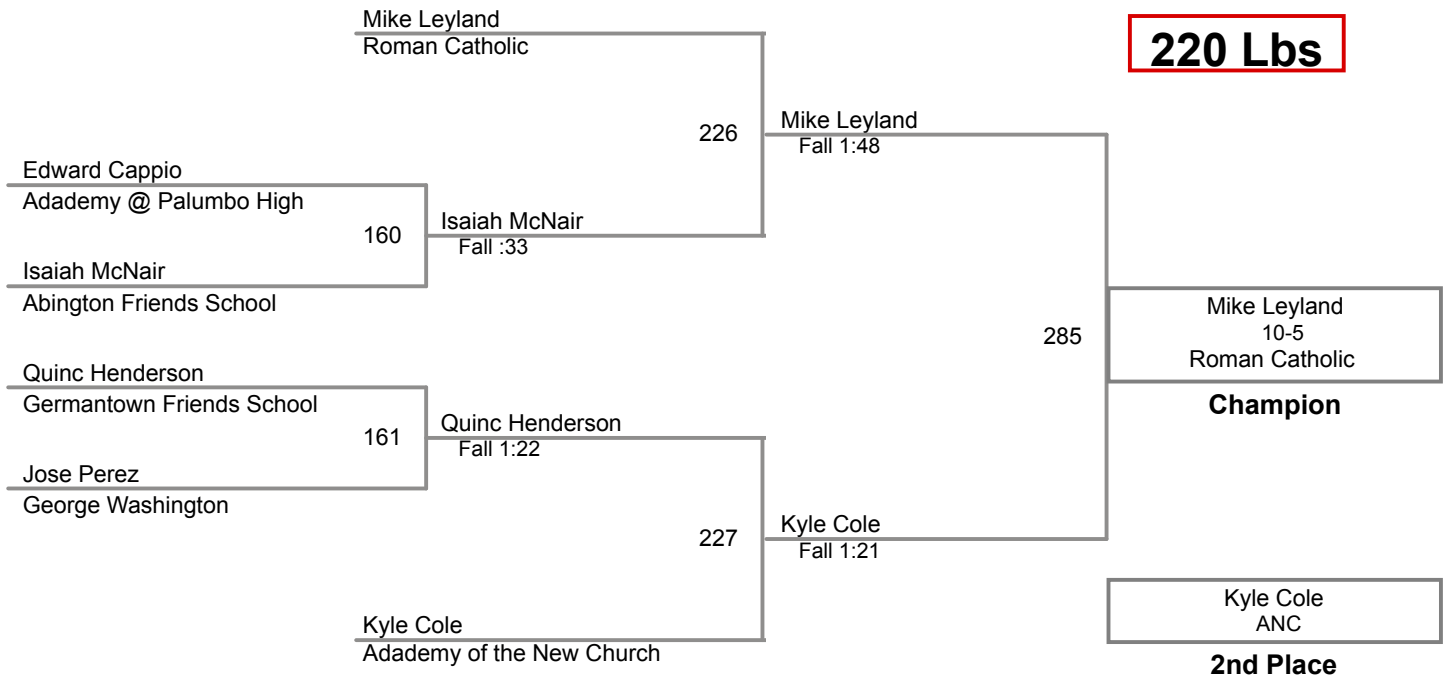 Mike Leyland
Roman Catholic
220 Lbs
226
Mike Leyland
Fall 1:48
Edward Cappio
Adademy @ Palumbo High
160
Isaiah McNair
Fall :33
Isaiah McNair
Abington Friends School
285
Mike Leyland
10-5
Roman Catholic
Champion
Quinc Henderson
Germantown Friends School
161
Quinc Henderson
Fall 1:22
Jose Perez
George Washington
227
Kyle Cole
Fall 1:21
Kyle Cole
Adademy of the New Church
Kyle Cole
ANC
2nd Place